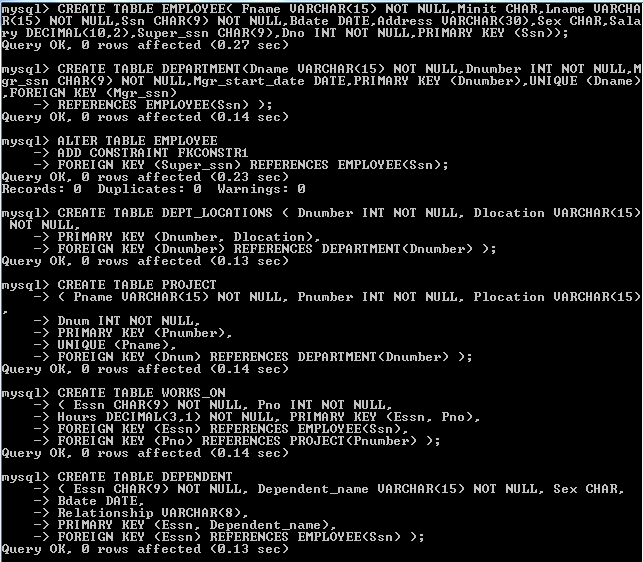 mysql> CREATE TABLE EMPLOYEE( Fname VARCHAR(15) NOT NULL,Minit CHAR,Lname VARCHA
R(15) NOT NULL,Ssn CHAR(9) NOT NULL,Bdate DATE,Address VARCHAR(30),Sex CHAR,Sala
ry DECIMAL(10,2),Super_ssn CHAR(9),Dno INT NOT NULL,PRIMARY KEY (Ssn));
Query OK, 0 rows affected (0.27 sec)

mysql> CREATE TABLE DEPARTMENT(Dname VARCHAR(15) NOT NULL,Dnumber INT NOT NULL,M
gr_ssn CHAR(9) NOT NULL,Mgr_start_date DATE,PRIMARY KEY (Dnumber),UNIQUE (Dname)
,FOREIGN KEY (Mgr_ssn)
    -> REFERENCES EMPLOYEE(Ssn) );
Query OK, 0 rows affected (0.14 sec)

mysql> ALTER TABLE EMPLOYEE
    -> ADD CONSTRAINT FKCONSTR1
    -> FOREIGN KEY (Super_ssn) REFERENCES EMPLOYEE(Ssn);
Query OK, 0 rows affected (0.23 sec)
Records: 0  Duplicates: 0  Warnings: 0

mysql> CREATE TABLE DEPT_LOCATIONS ( Dnumber INT NOT NULL, Dlocation VARCHAR(15)
 NOT NULL,
    -> PRIMARY KEY (Dnumber, Dlocation),
    -> FOREIGN KEY (Dnumber) REFERENCES DEPARTMENT(Dnumber) );
Query OK, 0 rows affected (0.13 sec)

mysql> CREATE TABLE PROJECT
    -> ( Pname VARCHAR(15) NOT NULL, Pnumber INT NOT NULL, Plocation VARCHAR(15)
,
    -> Dnum INT NOT NULL,
    -> PRIMARY KEY (Pnumber),
    -> UNIQUE (Pname),
    -> FOREIGN KEY (Dnum) REFERENCES DEPARTMENT(Dnumber) );
Query OK, 0 rows affected (0.14 sec)

mysql> CREATE TABLE WORKS_ON
    -> ( Essn CHAR(9) NOT NULL, Pno INT NOT NULL,
    -> Hours DECIMAL(3,1) NOT NULL, PRIMARY KEY (Essn, Pno),
    -> FOREIGN KEY (Essn) REFERENCES EMPLOYEE(Ssn),
    -> FOREIGN KEY (Pno) REFERENCES PROJECT(Pnumber) );
Query OK, 0 rows affected (0.14 sec)

mysql> CREATE TABLE DEPENDENT
    -> ( Essn CHAR(9) NOT NULL, Dependent_name VARCHAR(15) NOT NULL, Sex CHAR,
    -> Bdate DATE,
    -> Relationship VARCHAR(8),
    -> PRIMARY KEY (Essn, Dependent_name),
    -> FOREIGN KEY (Essn) REFERENCES EMPLOYEE(Ssn) );
Query OK, 0 rows affected (0.13 sec)